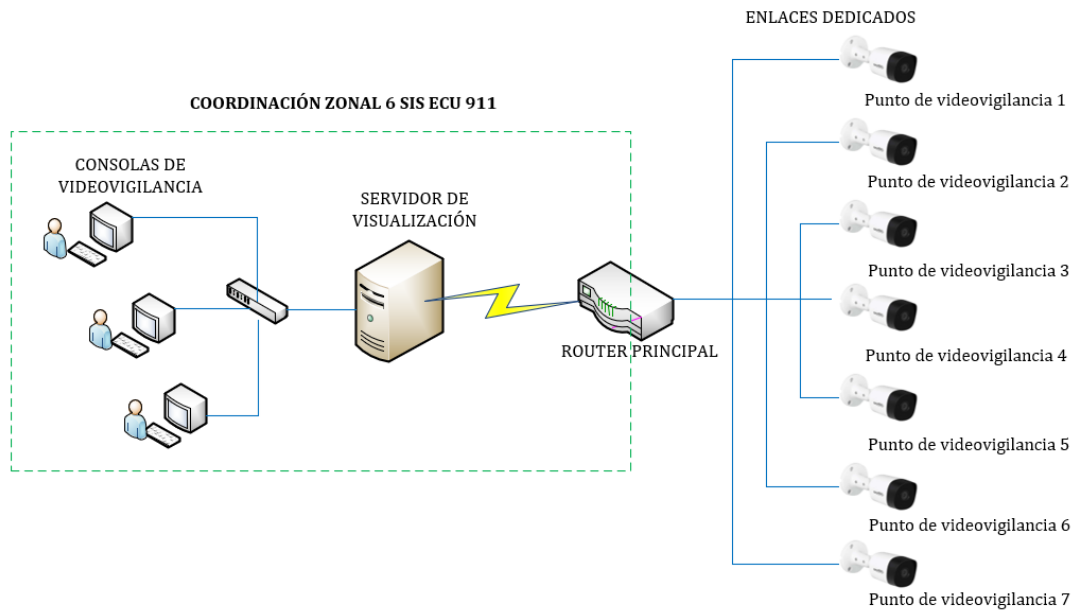 ENLACES DEDICADOS
COORDINACIÓN ZONAL 6 SIS ECU 911
CONSOLAS DE
VIDEOVIGILANCIA
SERVIDOR DE
VISUALIZACIÓN
ROUTER PRINCIPAL
Punto de videovigilancia 1
Punto de videovigilancia 2
Punto de videovigilancia 3
Punto de videovigilancia 4
Punto de videovigilancia 5
Punto de videovigilancia 6
Punto de videovigilancia 7